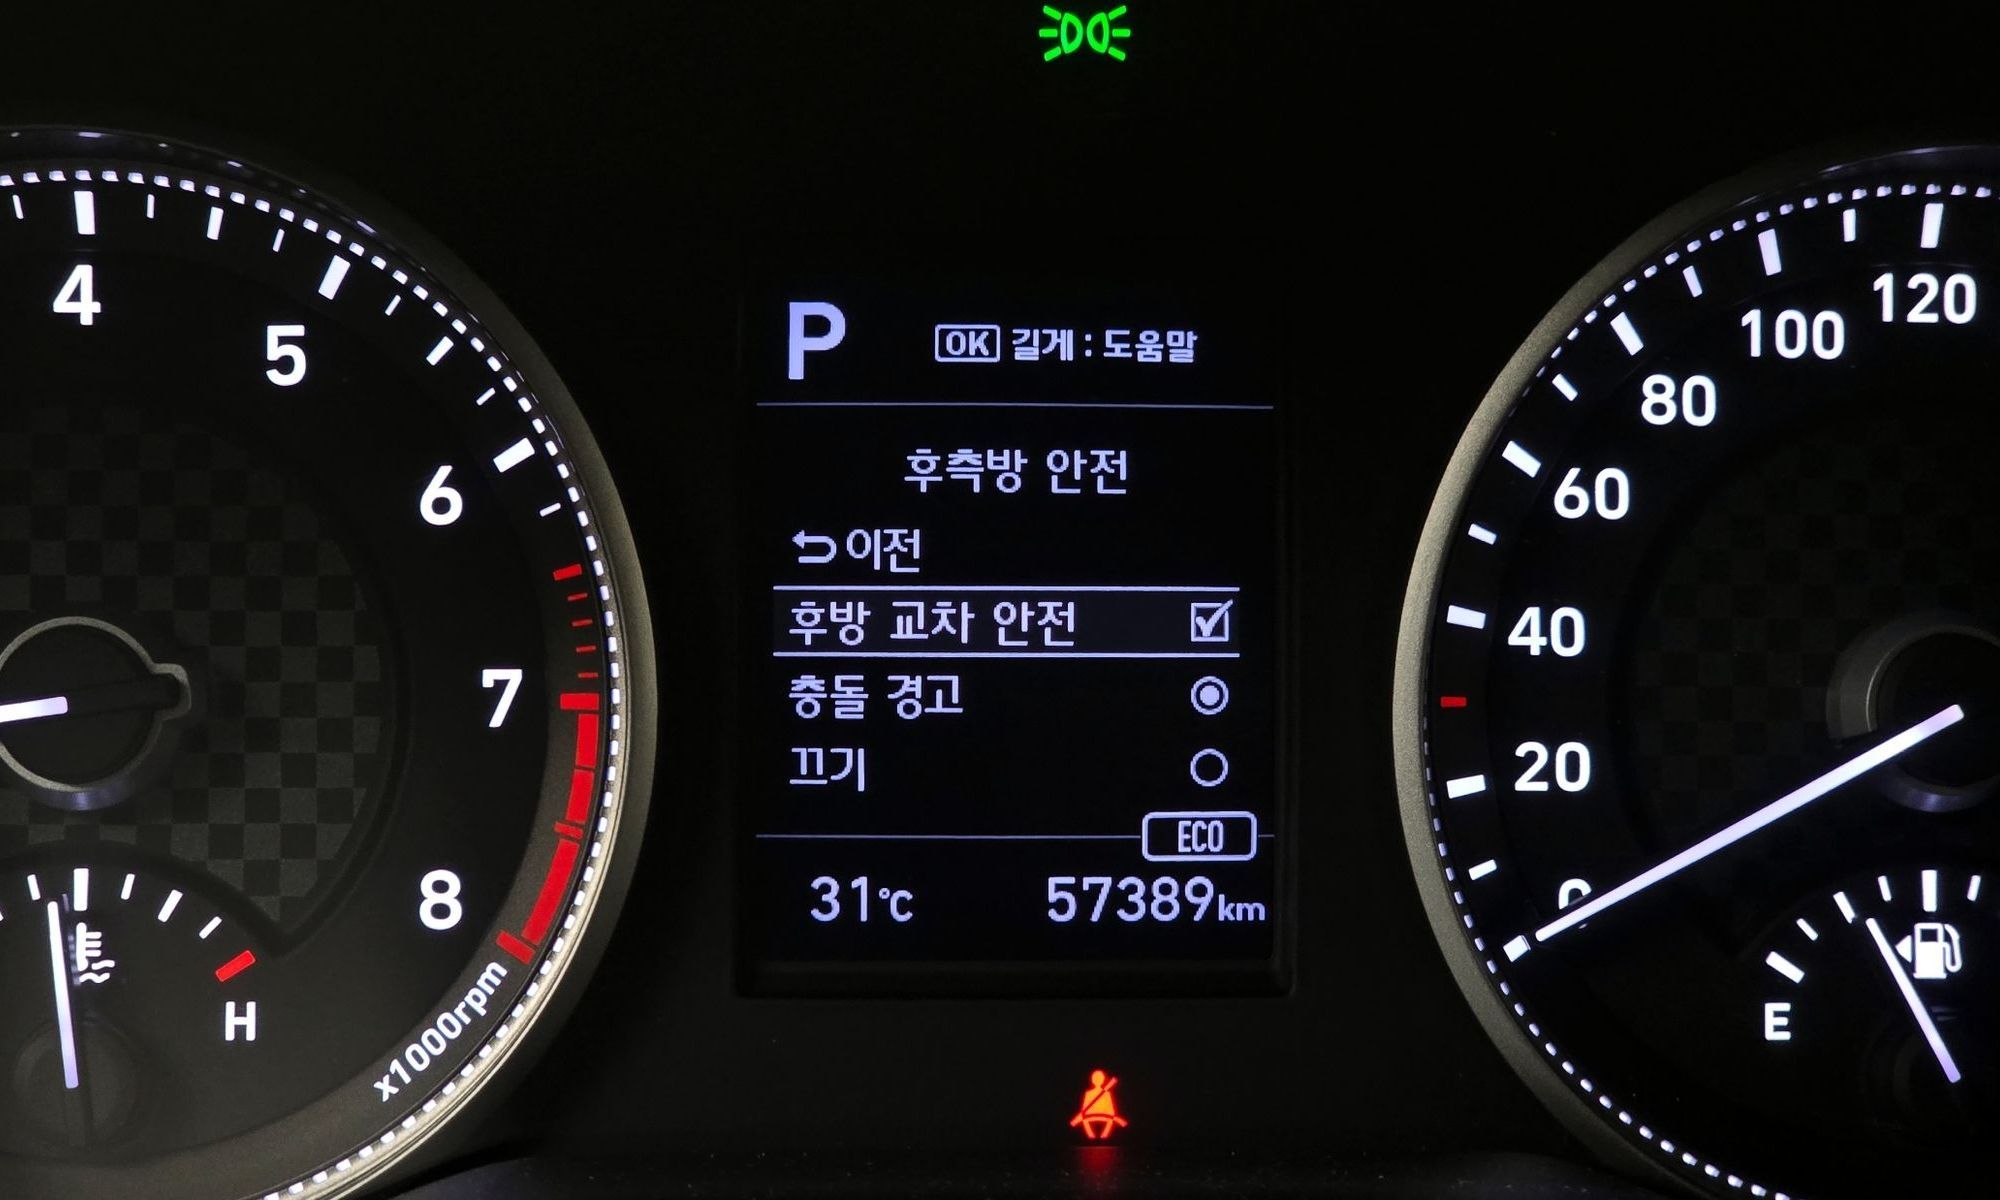 4
5
6
7
8
x1000rpm
H
P
OK 길게 : 도움말
후측방 안전
이전
후방 교차 안전
충돌 경고
끄기
ECO
31℃ 57389km
120
100
80
60
40
20
0
E